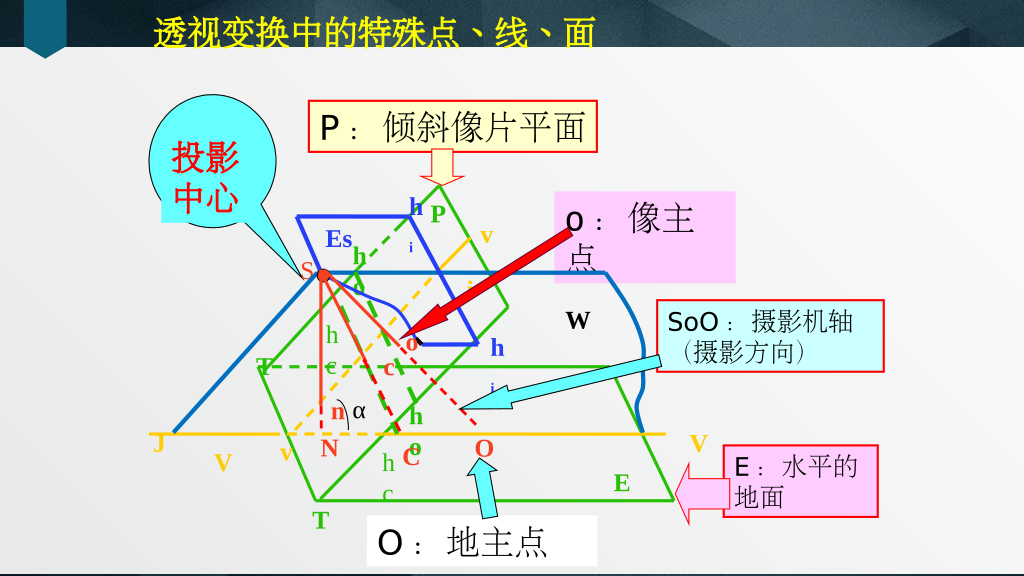 透视变换中的特殊点、线、面
P： 倾斜像片平面
投影
中心
h
P
o： 像主
点
i
Es
v
h
o
S
i
W
SoO：摄影机轴
（摄影方向）
h
c
o
h
T
c
i
n
α
h
o
J
V
v
N
C
O
V
h
c
E
E：水平的
地面
T
O： 地主点